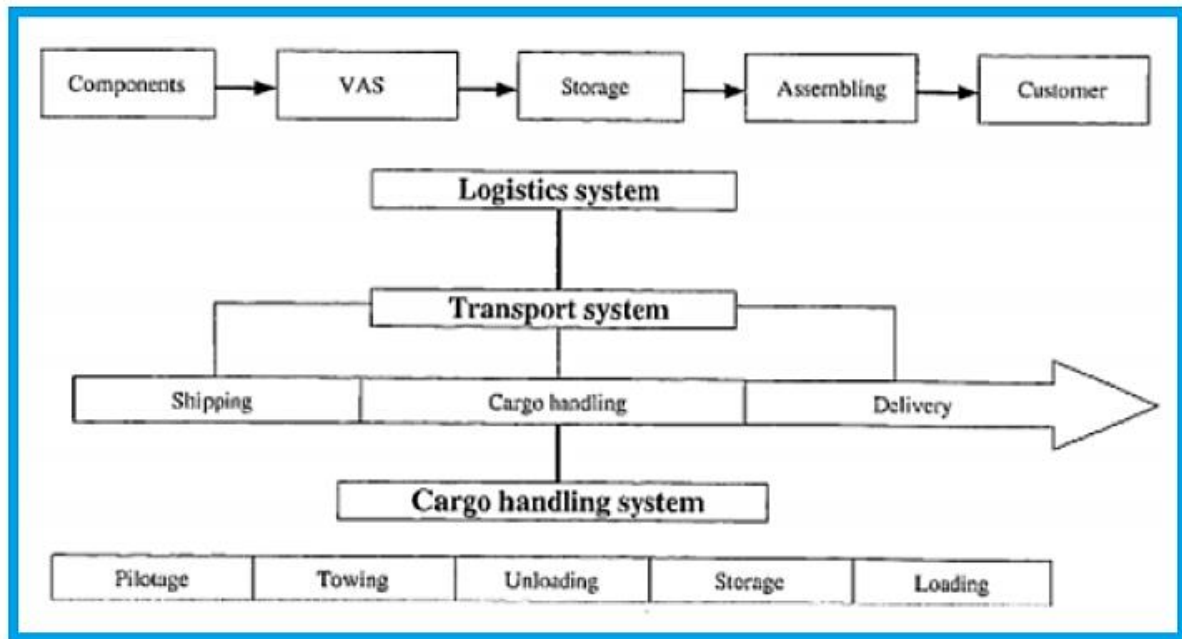 Components
VAS
Storage
Assembling
Customer
Logistics system
Transport system
Shipping
Cargo handling
Delivery
Cargo handling system
Pilotage
Towing
Unloading
Storage
Loading